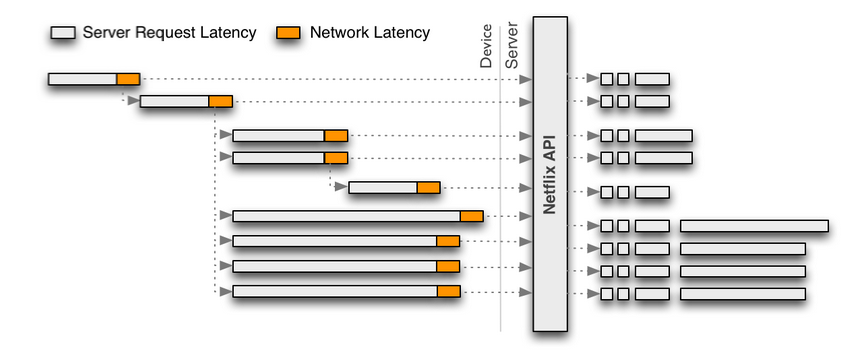 Server Request Latency
Network Latency
Device
Server
Netflix API